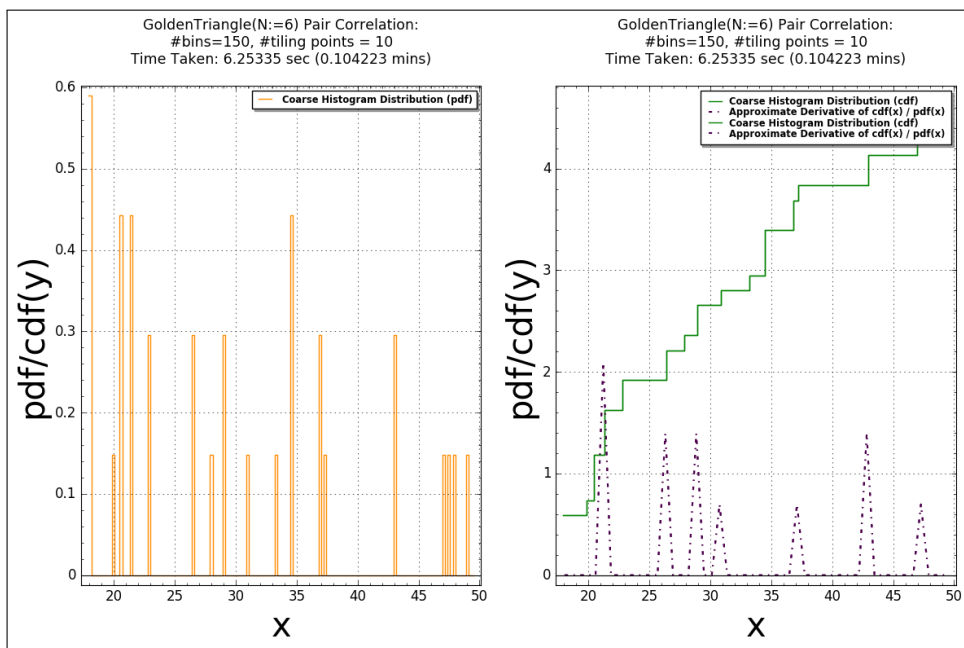 GoldenTriangle(N:=6) Pair Correlation:
#bins=150, #tiling points = 10
Time Taken: 6.25335 sec (0.104223 mins)
Coarse Histogram Distribution (pdf)
0.6
0.5
0.4
0.3
0.2
0.1
0
pdf/cdf(y)
20
25
30
35
40
45
50
x
GoldenTriangle(N:=6) Pair Correlation:
#bins=150, #tiling points = 10
Time Taken: 6.25335 sec (0.104223 mins)
Coarse Histogram Distribution (cdf)
Approximate Derivative of cdf(x) / pdf(x)
Coarse Histogram Distribution (cdf)
Approximate Derivative of cdf(x) / pdf(x)
4
3
2
1
0
pdf/cdf(y)
20
25
30
35
40
45
50
x